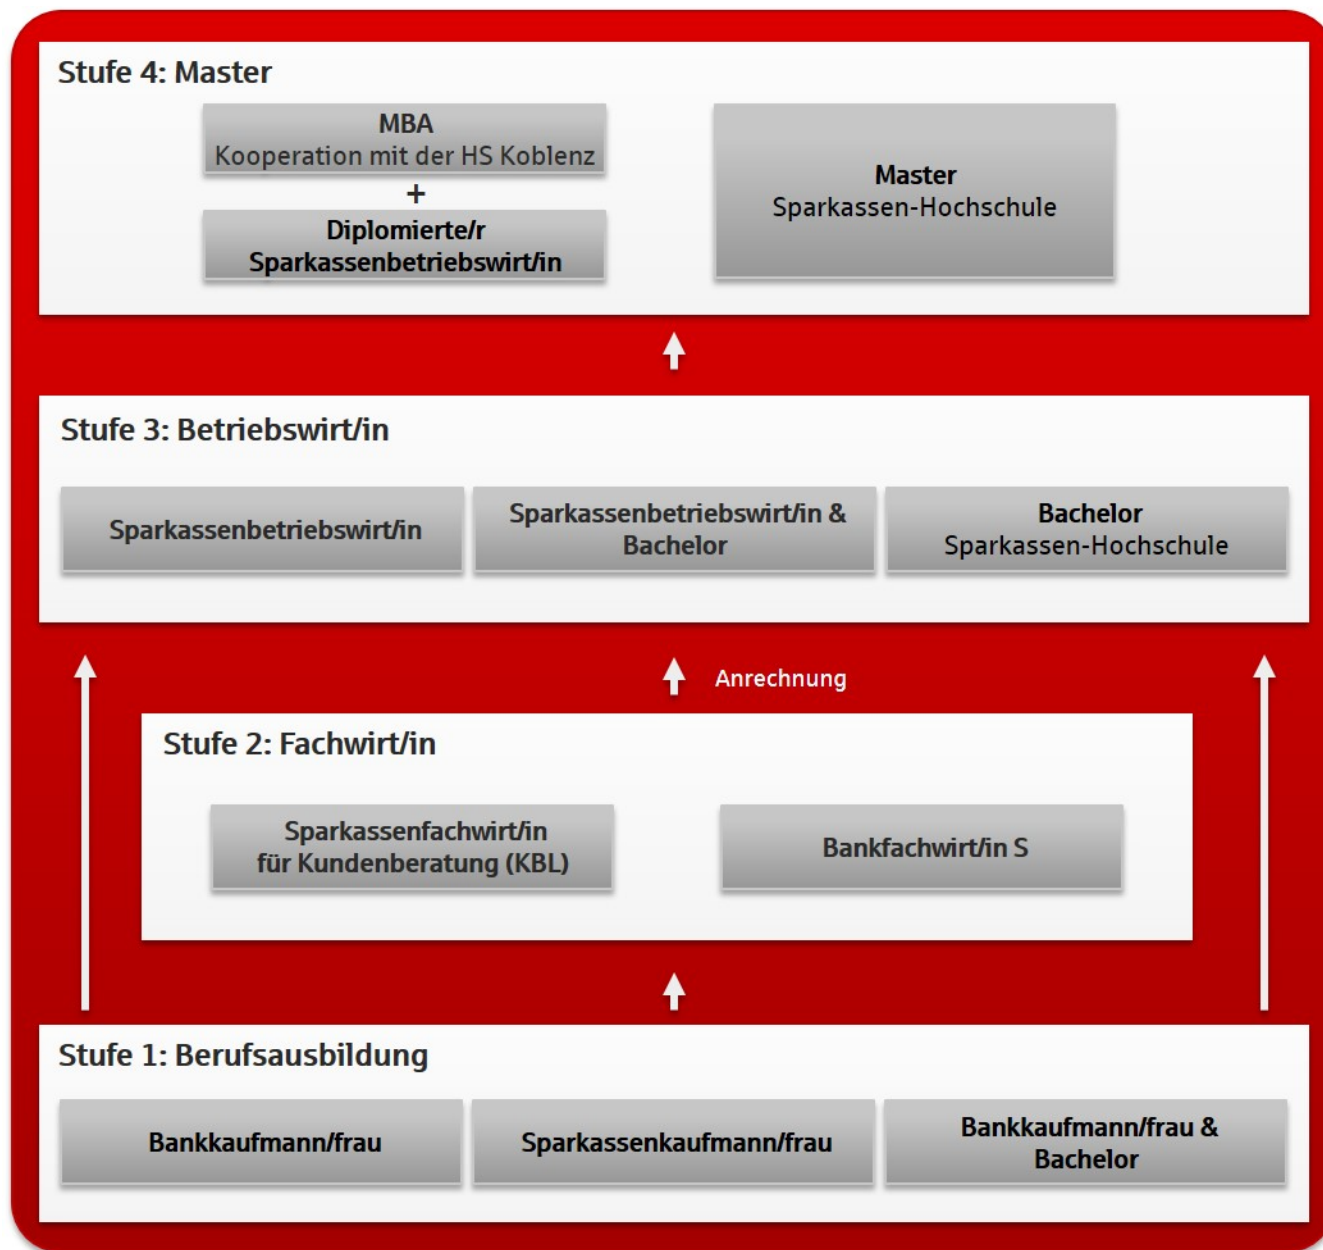 Stufe 4: Master
MBA
Kooperation mit der HS Koblenz
+
Diplomierte/r
Sparkassenbetriebswirt/in
Master
Sparkassen-Hochschule
Stufe 3: Betriebswirt/in
Sparkassenbetriebswirt/in
Sparkassenbetriebswirt/in &
Bachelor
Bachelor
Sparkassen-Hochschule
Anrechnung
Stufe 2: Fachwirt/in
Sparkassenfachwirt/in
für Kundenberatung (KBL)
Bankfachwirt/in S
Stufe 1: Berufsausbildung
Bankkaufmann/frau
Sparkassenkaufmann/frau
Bankkaufmann/frau &
Bachelor